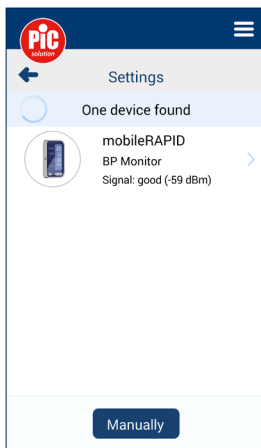 PiC
solution
Settings
One device found
mobileRAPID
BP Monitor
Signal: good (-59 dBm)
Manually